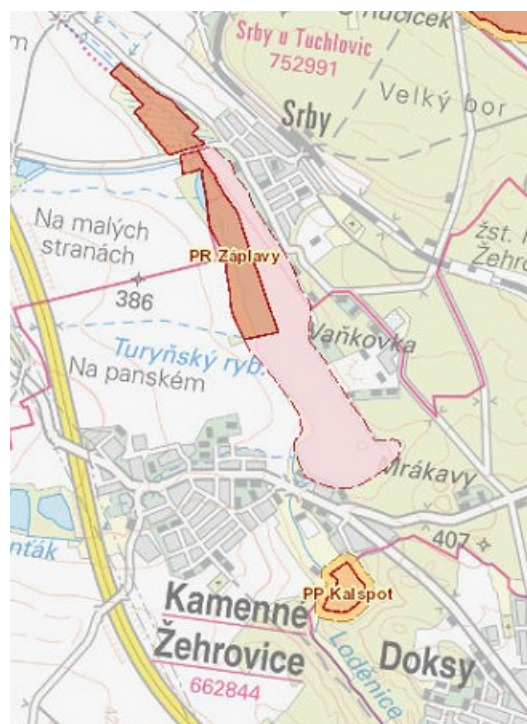 Srby u Tuchlovic
752991
Velký bor
Srby
žst.
Žehro
Na malých
stranách
PR Záplavy
386
Vaňkovka
Turyňský ryb.
Na panském
Mrákavy
407
PP Kalspot
Kamenné
Žehrovice
662844
Loděnice
Doksy